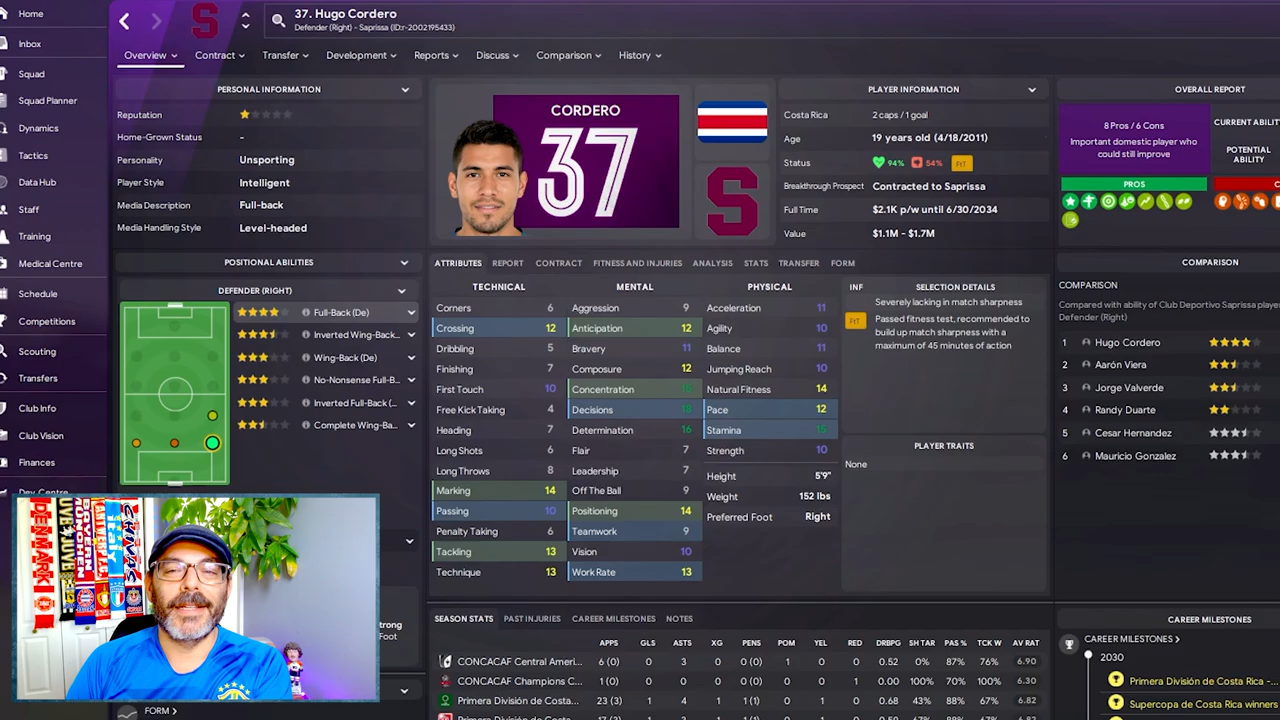 Home
Inbox
Squad
Squad Planner
Dynamics
Tactics
Data Hub
Staff
Training
Medical Centre
Schedule
Competitions
Scouting
Transfers
Club Info
Club Vision
Finances
Dev. Centre
S
37. Hugo Cordero
Defender (Right) - Saprissa (ID:r-2002195433)
Overview
Contract
Transfer
Development
Reports
Discuss
Comparison
History
PERSONAL INFORMATION
Reputation
Home-Grown Status -
Personality Unsporting
Player Style Intelligent
Media Description Full-back
Media Handling Style Level-headed
POSITIONAL ABILITIES
DEFENDER (RIGHT)
Full-Back (De)
Inverted Wing-Back...
Wing-Back (De)
No-Nonsense Full-B...
Inverted Full-Back (...
Complete Wing-Ba...
CORDERO
37
S
PLAYER INFORMATION
Costa Rica 2 caps / 1 goal
Age 19 years old (4/18/2011)
Status 94% 54% FιT
Breakthrough Prospect Contracted to Saprissa
Full Time $2.1K p/w until 6/30/2034
Value $1.1M - $1.7M
OVERALL REPORT
8 Pros / 6 Cons
Important domestic player who
could still improve
CURRENT ABILITY
POTENTIAL
ABILITY
PROS
ATTRIBUTES REPORT CONTRACT FITNESS AND INJURIES ANALYSIS STATS TRANSFER FORM
TECHNICAL
Corners 6
Crossing 12
Dribbling 5
Finishing 7
First Touch 10
Free Kick Taking 4
Heading 7
Long Shots 6
Long Throws 8
Marking 14
Passing 10
Penalty Taking 6
Tackling 13
Technique 13
MENTAL
Aggression 9
Anticipation 12
Bravery 11
Composure 12
Concentration
Decisions
Determination 16
Flair 7
Leadership 7
Off The Ball 9
Positioning 14
Teamwork 9
Vision 10
Work Rate 13
PHYSICAL
Acceleration 11
Agility 10
Balance 11
Jumping Reach 10
Natural Fitness 14
Pace 12
Stamina 15
Strength 10
Height 5'9"
Weight 152 lbs
Preferred Foot Right
INF SELECTION DETAILS
Severely lacking in match sharpness
Passed fitness test, recommended to
build up match sharpness with a
maximum of 45 minutes of action
PLAYER TRAITS
None
COMPARISON
COMPARISON
Compared with ability of Club Deportivo Saprissa
Defender (Right)
1 Hugo Cordero
2 Aarón Viera
3 Jorge Valverde
4 Randy Duarte
5 Cesar Hernandez
6 Mauricio Gonzalez
DENMARK
JUVE
BAYERN
MÜNCHEN
Italy
CHIVAS
Foot
FORM
SEASON STATS PAST INJURIES CAREER MILESTONES NOTES
APPS GLS ASTS XG PENS POM YEL RED DRBPG SH TAR PAS % TCK W AV RAT
CONCACAF Central Ameri... 6 (0) 0 3 0 0 (0) 1 0 0 0.52 0% 87% 76% 6.90
CONCACAF Champions C... 1 (0) 0 0 0 0 (0) 0 0 1 0.00 100% 70% 100% 6.30
Primera División de Costa... 23 (3) 1 4 1 1 (1) 0 0 0 0.68 43% 88% 67% 6.82
CAREER MILESTONES
CAREER MILESTONES
2030
Primera División de Costa Rica -...
Supercopa de Costa Rica winners